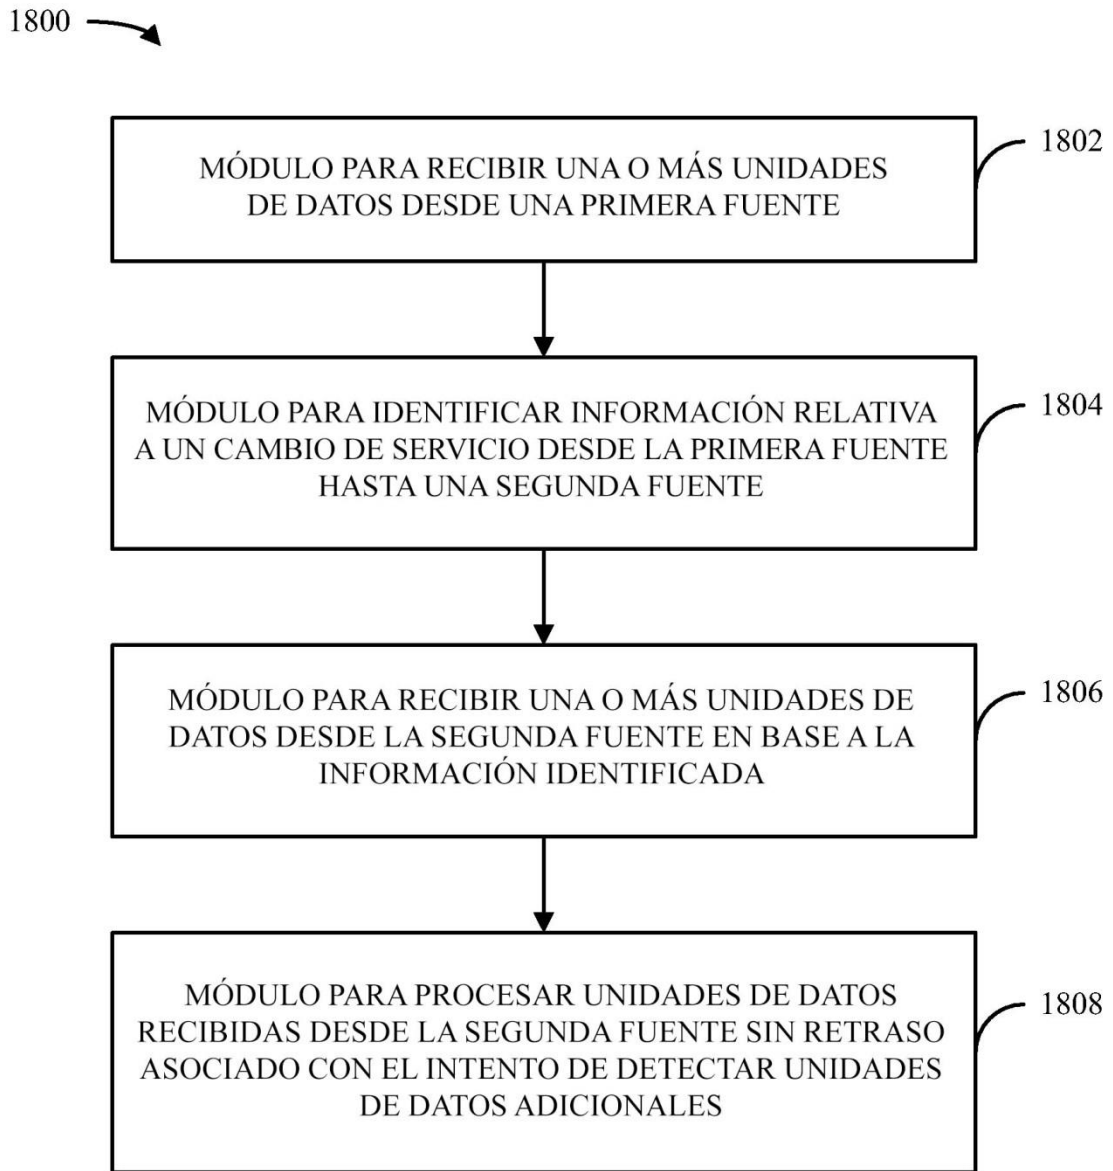 1800
MÓDULO PARA RECIBIR UNA O MÁS UNIDADES
DE DATOS DESDE UNA PRIMERA FUENTE
1802
MÓDULO PARA IDENTIFICAR INFORMACIÓN RELATIVA
A UN CAMBIO DE SERVICIO DESDE LA PRIMERA FUENTE
HASTA UNA SEGUNDA FUENTE
1804
MÓDULO PARA RECIBIR UNA O MÁS UNIDADES DE
DATOS DESDE LA SEGUNDA FUENTE EN BASE A LA
INFORMACIÓN IDENTIFICADA
1806
MÓDULO PARA PROCESAR UNIDADES DE DATOS
RECIBIDAS DESDE LA SEGUNDA FUENTE SIN RETRASO
ASOCIADO CON EL INTENTO DE DETECTAR UNIDADES
DE DATOS ADICIONALES
1808